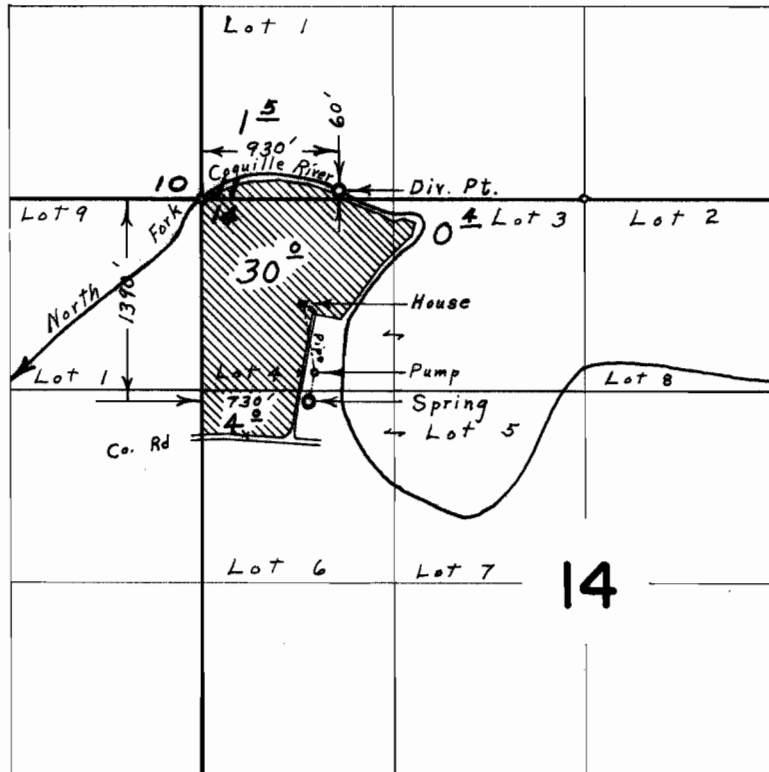 Lot 1
1 5
930'
60'
Coquille River
10
14
Div. Pt.
Lot 9
Fork
0 4
Lot 3
Lot 2
30 0
North
1390'
House
Pipe
Lot 1
Lot 4
Pump
Lot 8
730'
Spring
4 0
Lot 5
Co. Rd
Lot 6
Lot 7
14